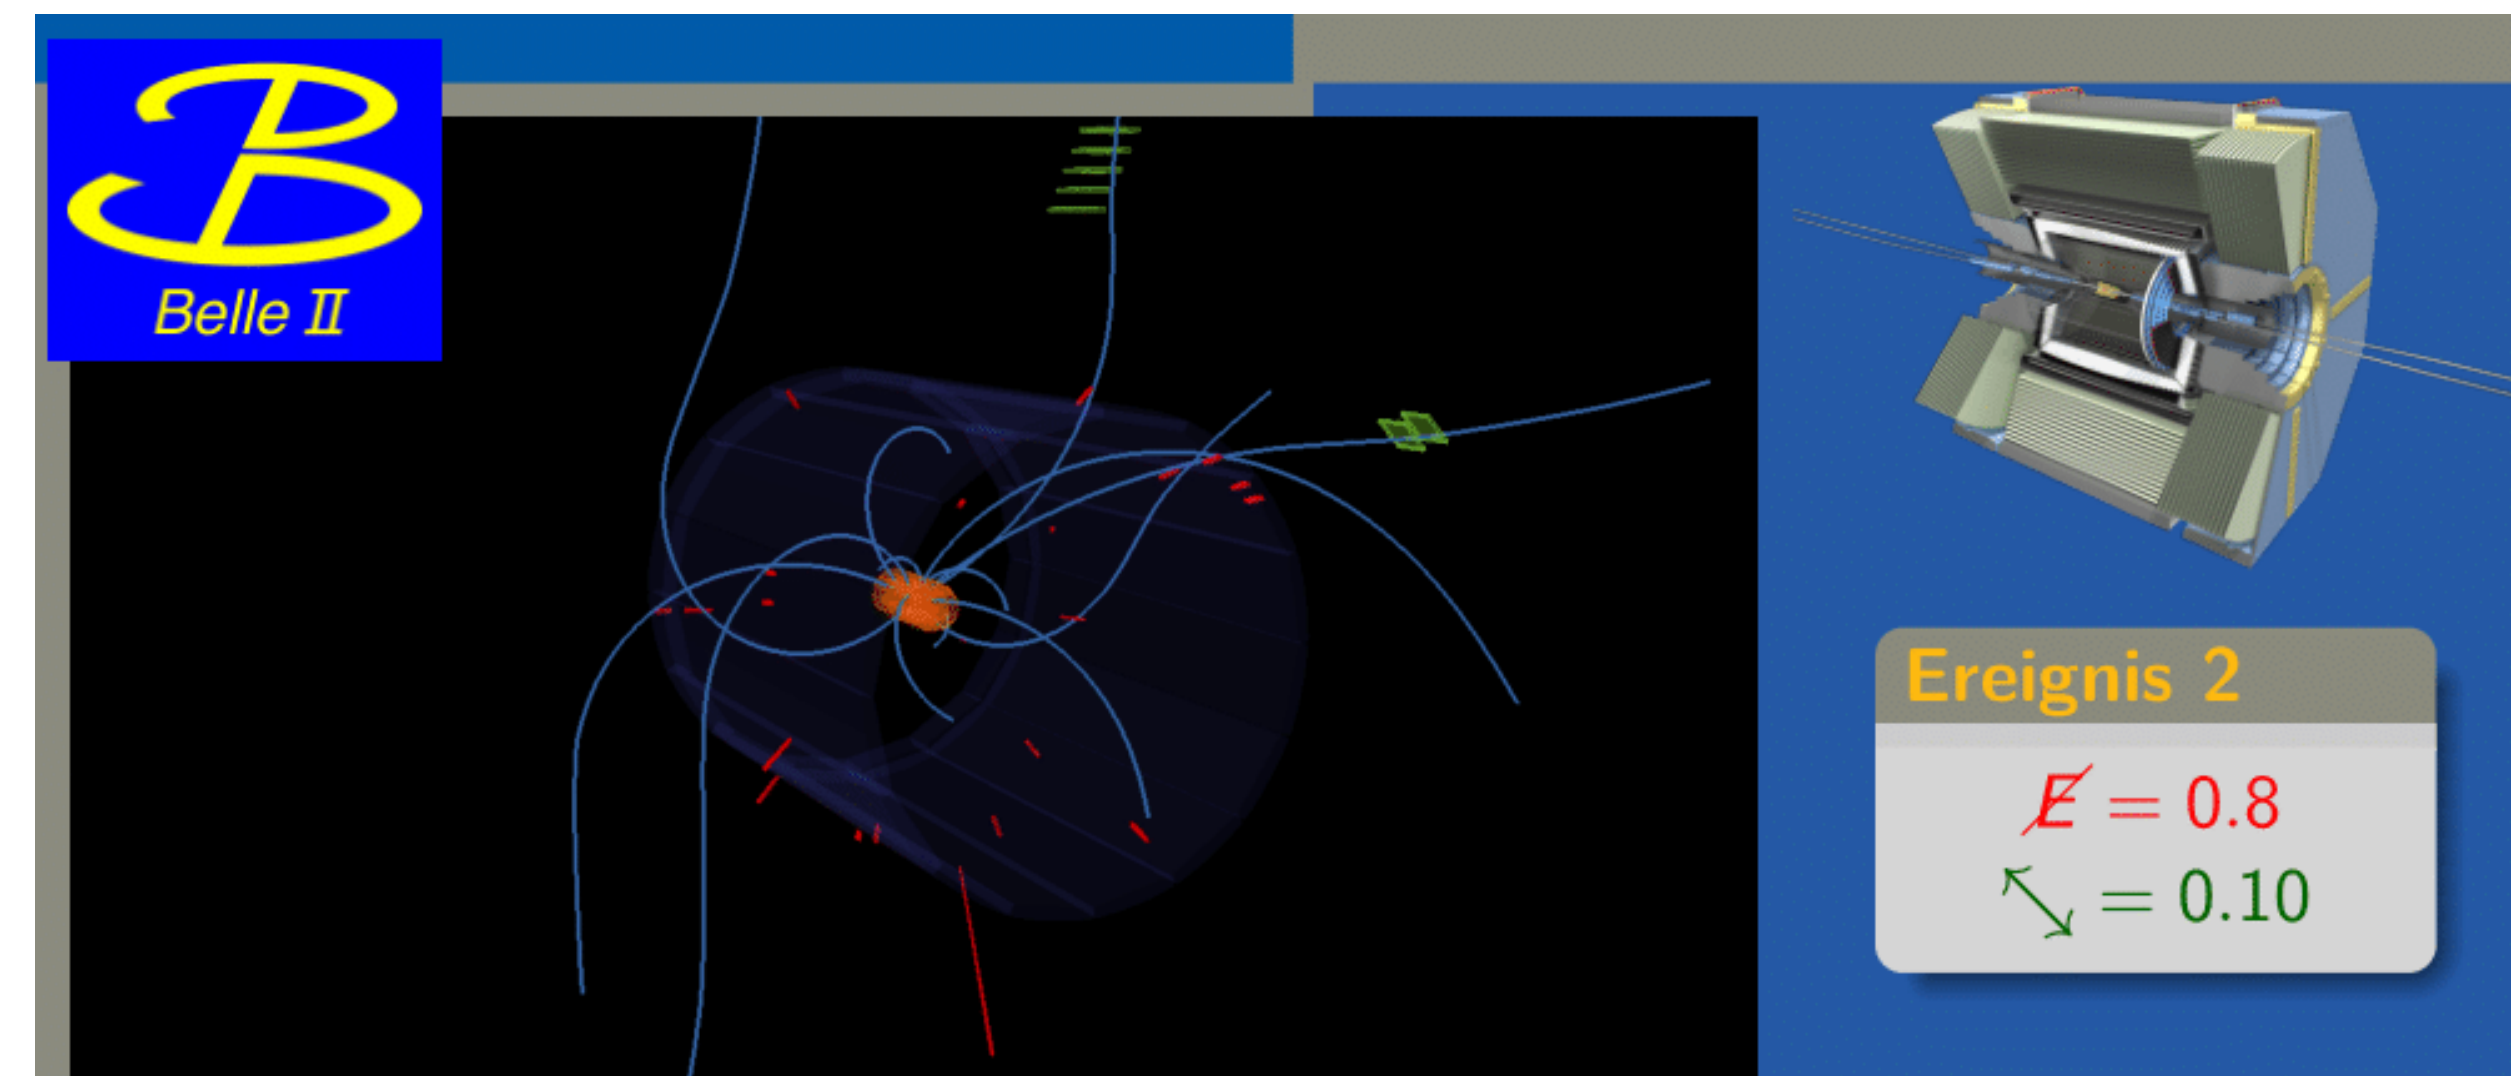 Belle II
Ereignis 2
E̸ = 0.8
⤡ = 0.10